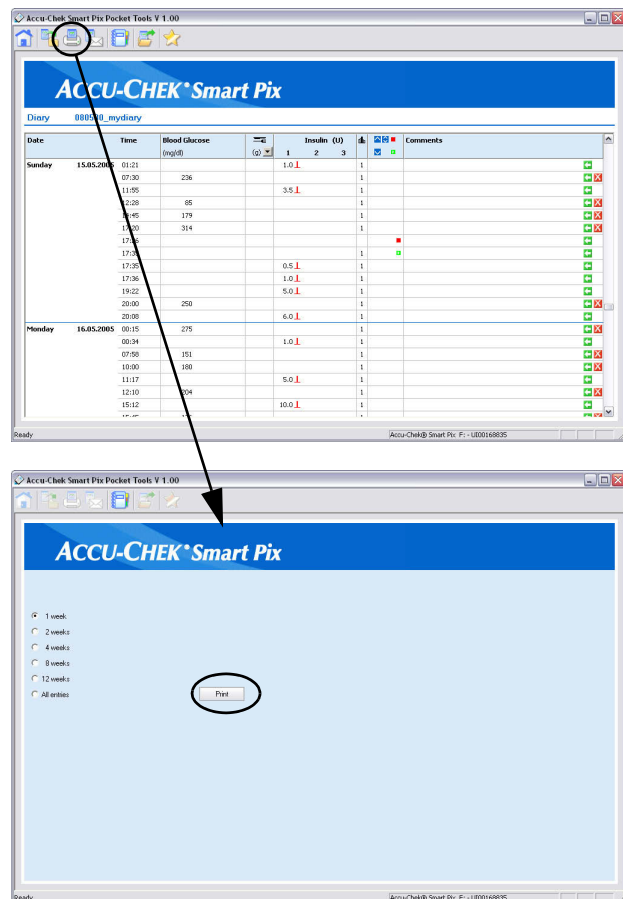 Accu-Chek Smart Pix Pocket Tools V 1.00
ACCU-CHEK® Smart Pix
Diary 080500_mydiary
Date Time Blood Glucose Insulin (U) Comments
(mg/dl) (g) 1 2 3
Sunday 15.05.2005 01:21 1.0 1
07:30 236 1
11:55 3.5 1
12:28 85 1
179 1
314 1
17:35 1
17:35 0.5 1
17:36 1.0 1
19:22 5.0 1
20:00 250 1
20:08 6.0 1
Monday 16.05.2005 00:15 275 1
00:34 1.0 1
07:58 151 1
10:00 180 1
11:17 5.0 1
12:10 204 1
15:12 10.0 1
Ready Accu-Chek® Smart Pix F: - UI00168835
Accu-Chek Smart Pix Pocket Tools V 1.00
ACCU-CHEK® Smart Pix
1 week
2 weeks
4 weeks
8 weeks
12 weeks
All entries
Print
Ready Accu-Chek® Smart Pix F: - UI00168835